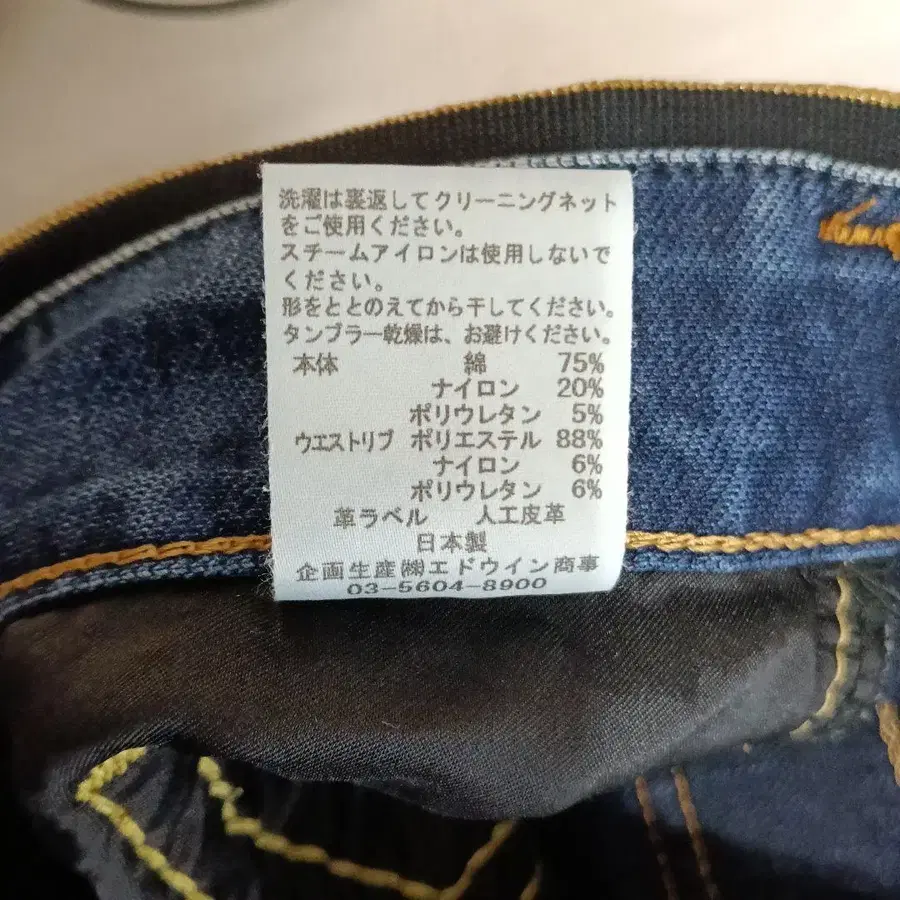 洗濯は裏返してクリーニングネット
をご使用ください。
スチームアイロンは使用しないで
ください。
形をととのえてから干してください。
タンブラー乾燥は、お避けください。
本体 綿 75%
ナイロン 20%
ポリウレタン 5%
ウエストリブ ポリエステル 88%
ナイロン 6%
ポリウレタン 6%
革ラベル 人工皮革
日本製
企画生産㈱エドウイン商事
03-5604-8900